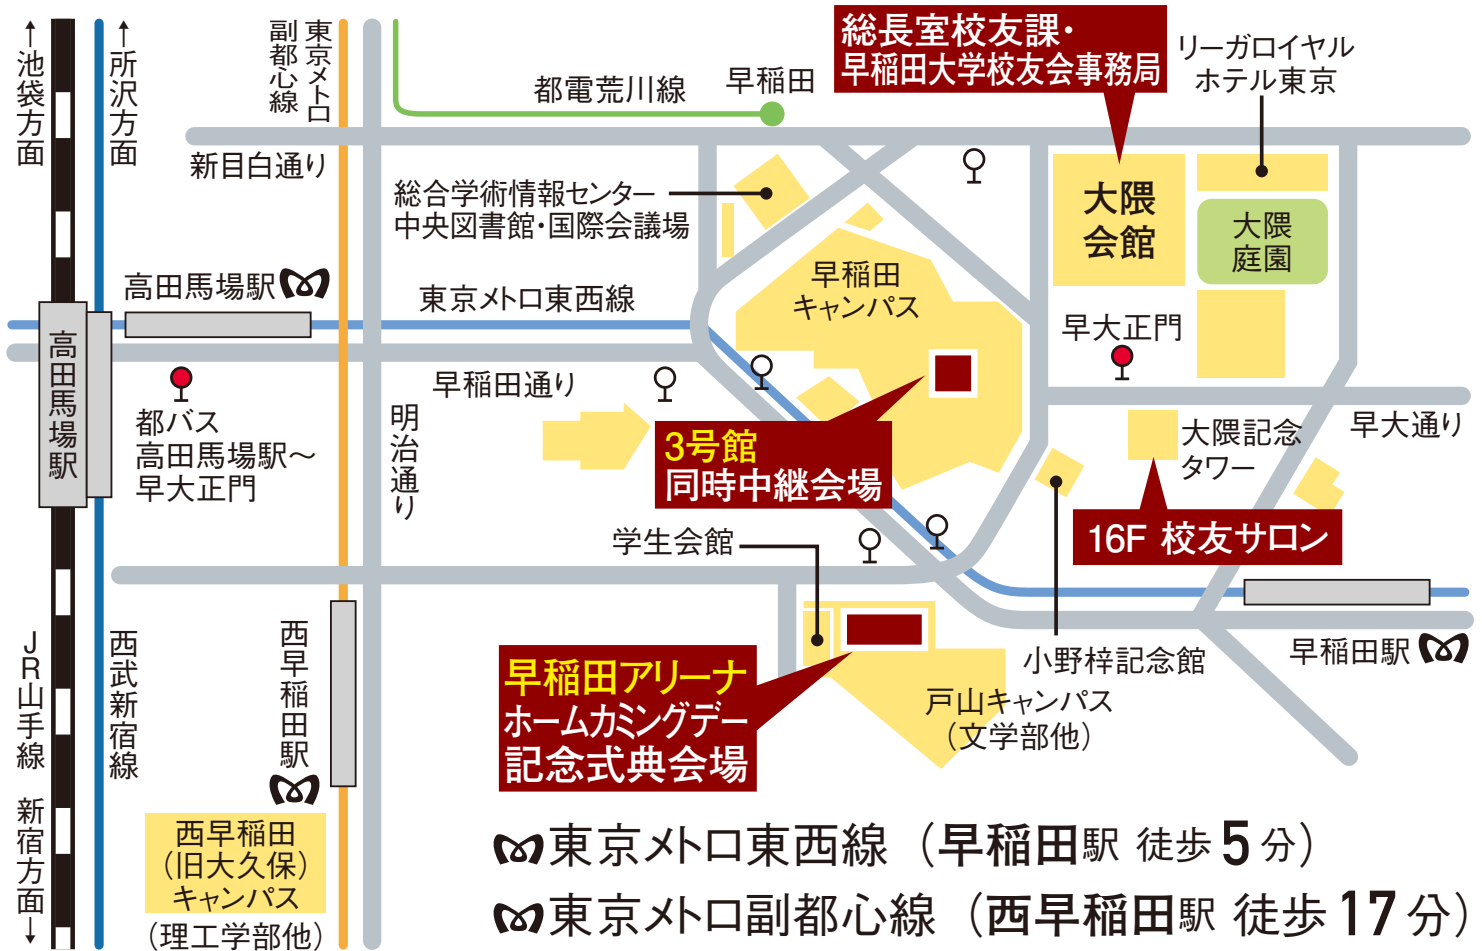 ↑池袋方面
↑所沢方面
東京メトロ
副都心線
都電荒川線
早稲田
総長室校友課・
早稲田大学校友会事務局
リーガロイヤル
ホテル東京
新目白通り
総合学術情報センター
中央図書館・国際会議場
大隈
会館
大隈
庭園
早稲田
キャンパス
高田馬場駅
東京メトロ東西線
高田馬場駅
早大正門
早稲田通り
都バス
高田馬場駅～
早大正門
明治通り
3号館
同時中継会場
大隈記念
タワー
早大通り
16F 校友サロン
学生会館
JR山手線 新宿方面↓
西武新宿線
西早稲田駅
早稲田アリーナ
ホームカミングデー
記念式典会場
小野梓記念館
早稲田駅
戸山キャンパス
（文学部他）
西早稲田
（旧大久保）
キャンパス
（理工学部他）
東京メトロ東西線（早稲田駅 徒歩5分）
東京メトロ副都心線（西早稲田駅 徒歩17分）